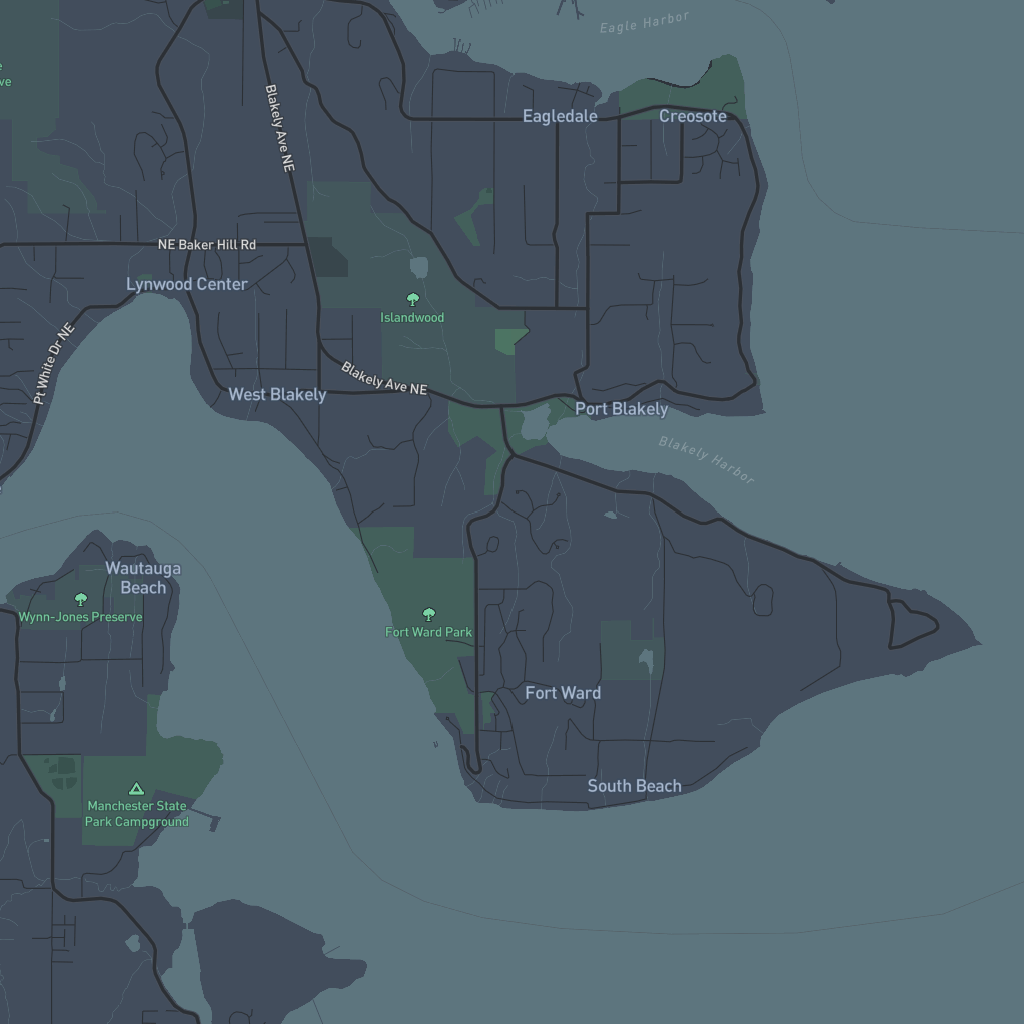 Eagle Harbor
e
ve
Blakely Ave NE
Eagledale
Creosote
NE Baker Hill Rd
Lynwood Center
Islandwood
Pt White Dr NE
Blakely Ave NE
West Blakely
Port Blakely
Blakely Harbor
Wautauga
Beach
Wynn-Jones Preserve
Fort Ward Park
Fort Ward
South Beach
Manchester State
Park Campground